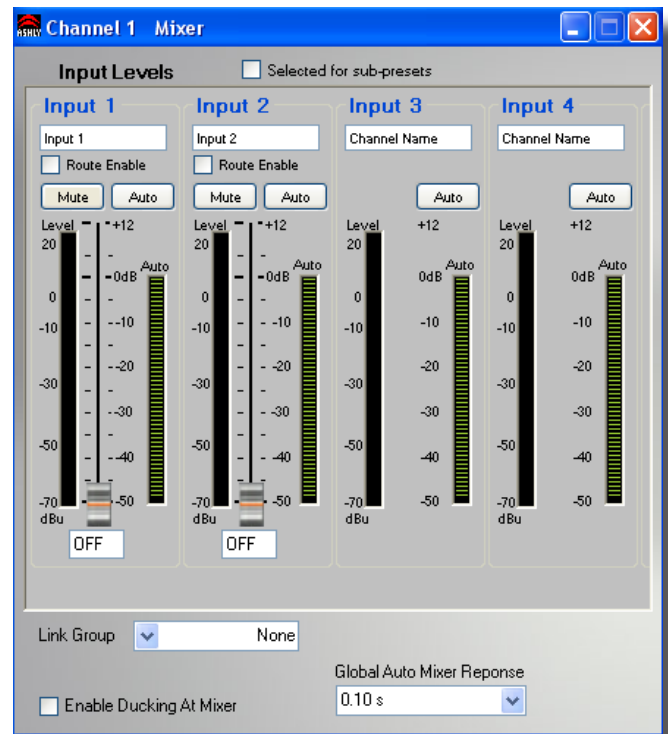 ASHLY Channel 1 Mixer
Input Levels Selected for sub-presets
Input 1 Input 2 Input 3 Input 4
Input 1 Input 2 Channel Name Channel Name
Route Enable Route Enable
Mute Auto Mute Auto Auto Auto
Level +12 Level +12 Level +12 Level +12
20 20 20 20
Auto Auto Auto Auto
0dB 0dB 0dB 0dB
0 0 0 0
-10 -10 -10 -10 -10 -10 -10 -10
-20 -20 -20 -20
-30 -30 -30 -30
-30 -30 -30 -30
-50 -50 -50 -50
-40 -40 -40 -40
-70 -50 -70 -50 -70 -50 -70 -50
dBu dBu dBu dBu
OFF OFF
Link Group None
Global Auto Mixer Reponse
Enable Ducking At Mixer 0.10 s